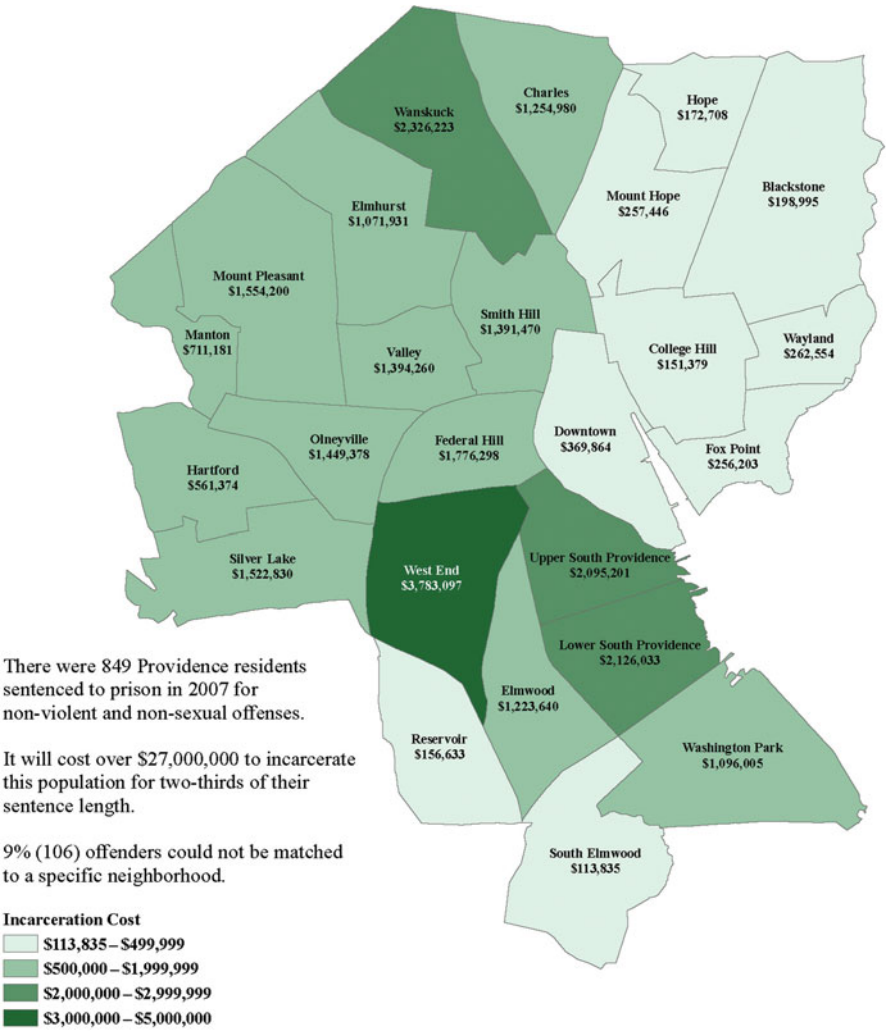 Charles
$1,254,980
Wanskuck
$2,326,223
Hope
$172,708
Blackstone
$198,995
Mount Hope
$257,446
Elmhurst
$1,071,931
Mount Pleasant
$1,554,200
Smith Hill
$1,391,470
Manton
$711,181
Valley
$1,394,260
College Hill
$151,379
Wayland
$262,554
Olneyville
$1,449,378
Federal Hill
$1,776,298
Downtown
$369,864
Fox Point
$256,203
Hartford
$561,374
Silver Lake
$1,522,830
West End
$3,783,097
Upper South Providence
$2,095,201
Lower South Providence
$2,126,033
Elmwood
$1,223,640
Reservoir
$156,633
Washington Park
$1,096,005
South Elmwood
$113,835
There were 849 Providence residents
sentenced to prison in 2007 for
non-violent and non-sexual offenses.
It will cost over $27,000,000 to incarcerate
this population for two-thirds of their
sentence length.
9% (106) offenders could not be matched
to a specific neighborhood.
Incarceration Cost
$113,835–$499,999
$500,000–$1,999,999
$2,000,000–$2,999,999
$3,000,000–$5,000,000